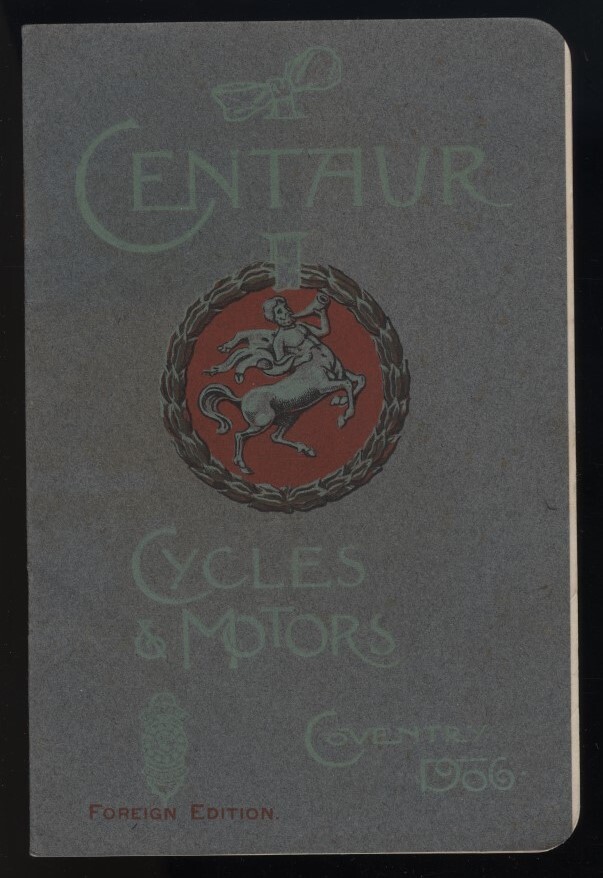 CENTAUR
CYCLES
& MOTORS
COVENTRY
1906
FOREIGN EDITION.